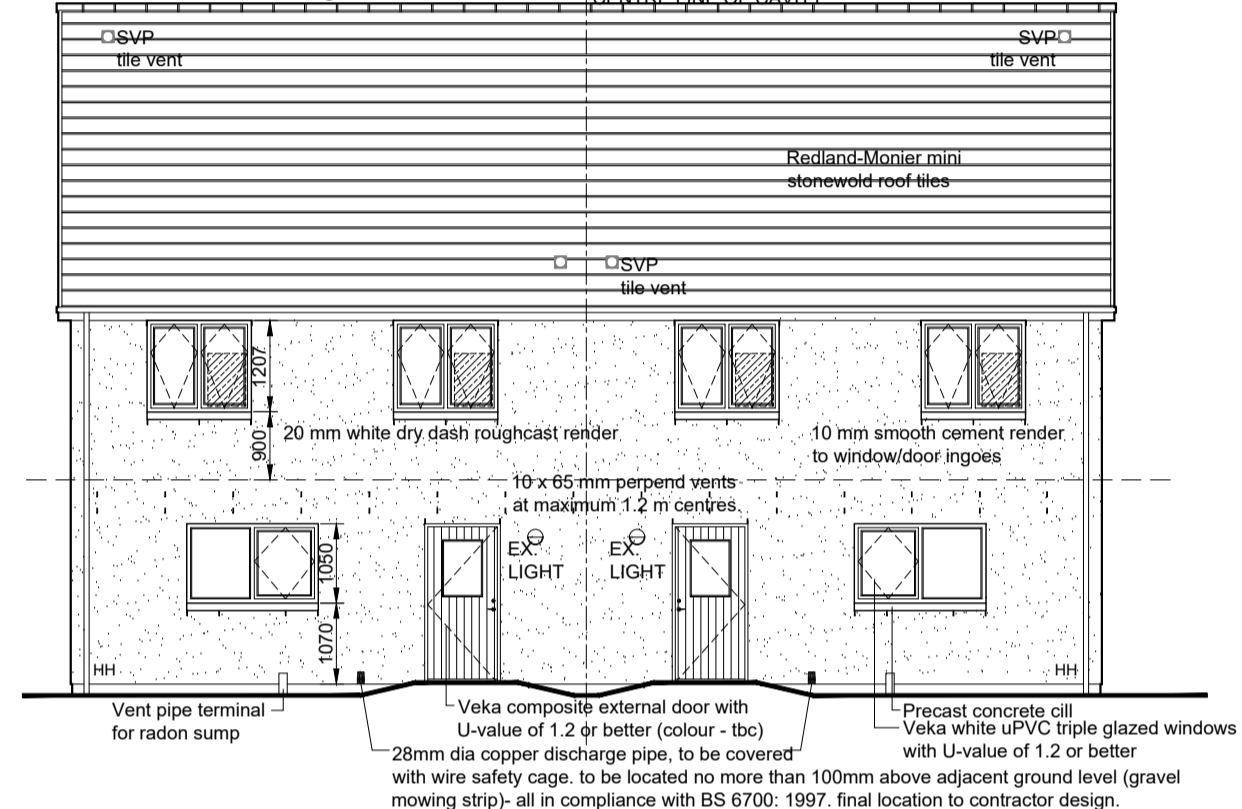 CENTRE LINE OF CAVITY
SVP
tile vent
SVP
tile vent
Redland-Monier mini
stonewold roof tiles
SVP
tile vent
1207
900
20 mm white dry dash roughcast render
10 mm smooth cement render
to window/door ingoes
10 x 65 mm perpend vents
at maximum 1.2 m centres.
EX.
LIGHT
EX.
LIGHT
1050
1070
HH
HH
Vent pipe terminal
for radon sump
Veka composite external door with
U-value of 1.2 or better (colour - tbc)
Precast concrete cill
Veka white uPVC triple glazed windows
with U-value of 1.2 or better
28mm dia copper discharge pipe, to be covered
with wire safety cage. to be located no more than 100mm above adjacent ground level (gravel
mowing strip)- all in compliance with BS 6700: 1997. final location to contractor design.